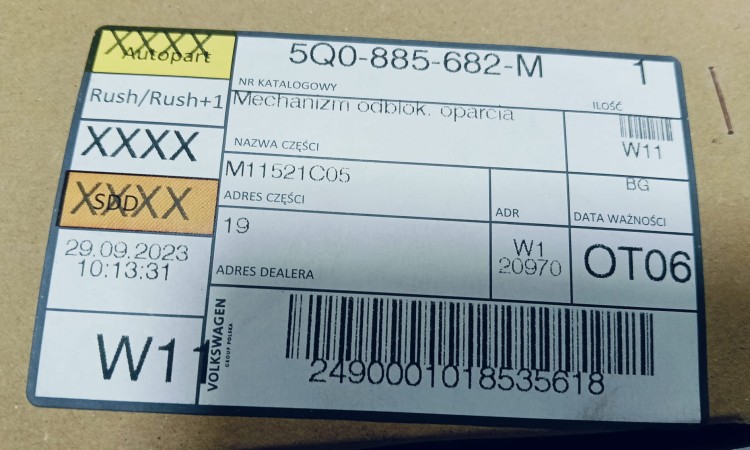 XXXX
Autopart
5Q0-885-682-M
1
NR KATALOGOWY
ILOŚĆ
Rush/Rush+1
Mechanizm odblok. oparcia
NAZWA CZĘŚCI
W11
XXXX
M11521C05
ADRES CZĘŚCI
ADR
BG
DATA WAŻNOŚCI
XXXX
SDD
19
ADRES DEALERA
W1
20970
OT06
29.09.2023
10:13:31
W11
VOLKSWAGEN
GROUP POLSKA
2490001018535618